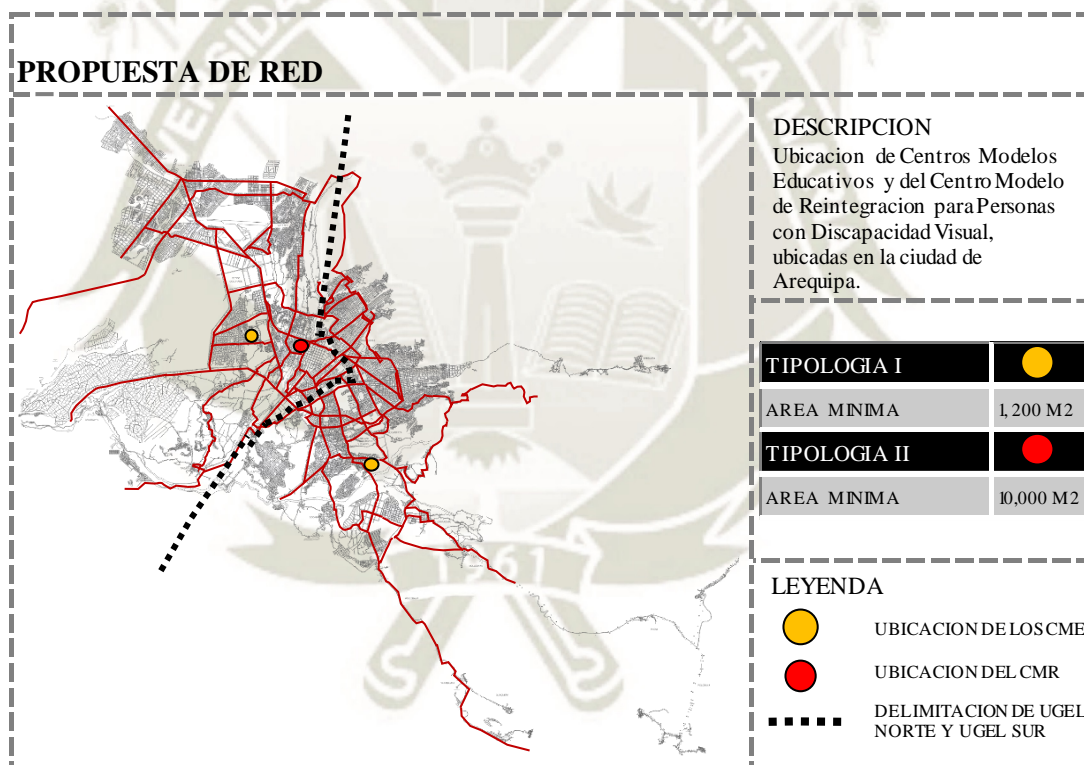 PROPUESTA DE RED
DESCRIPCION
Ubicacion de Centros Modelos
Educativos y del Centro Modelo
de Reintegracion para Personas
con Discapacidad Visual,
ubicadas en la ciudad de
Arequipa.
TIPOLOGIA I
AREA MINIMA 1,200 M2
TIPOLOGIA II
AREA MINIMA 10,000 M2
LEYENDA
UBICACION DE LOS CME
UBICACION DEL CMR
DELIMITACION DE UGEL
NORTE Y UGEL SUR
1961